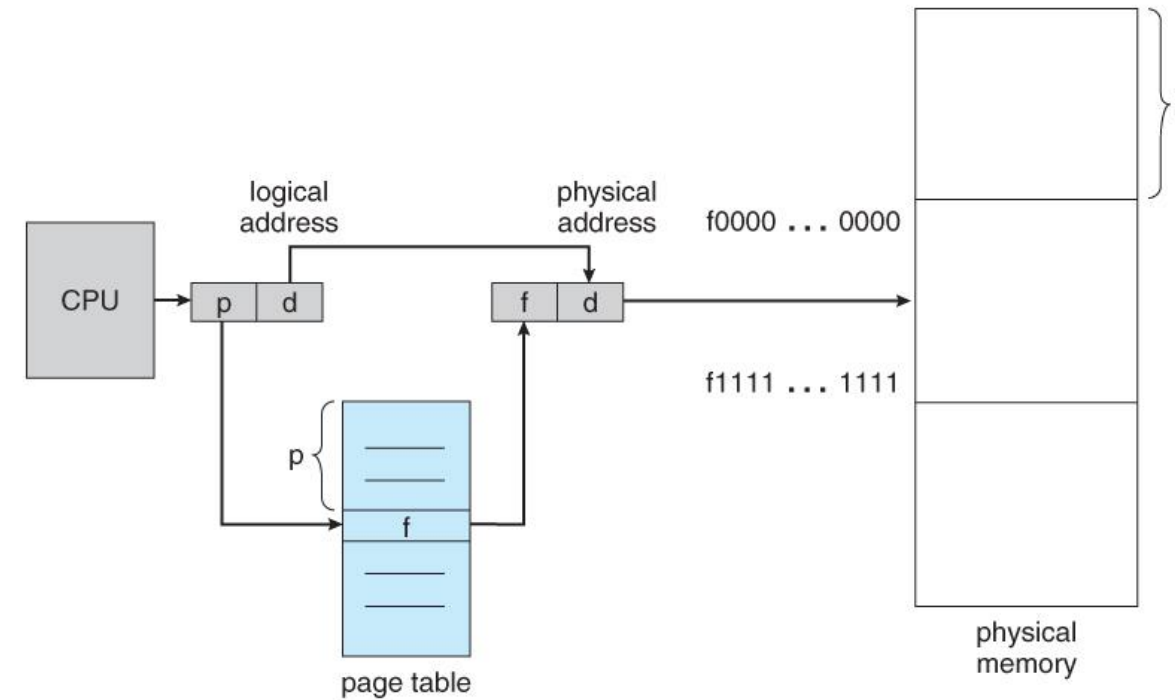 logical
address
physical
address
f0000 ... 0000
CPU
p
d
f
d
f1111 ... 1111
p
f
page table
physical
memory